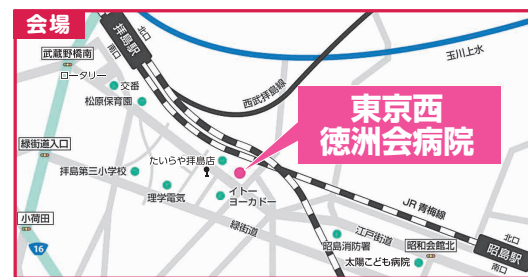 会場
拝島駅
北口
南口
武蔵野橋南
ロータリー
交番
松原保育園
西武拝島線
玉川上水
東京西
徳洲会病院
緑街道入口
拝島第三小学校
たいらや拝島店
理学電気
イトー
ヨーカドー
JR青梅線
小荷田
16
緑街道
江戸街道
昭島消防署
昭和会館北
太陽こども病院
昭島駅
北口
南口